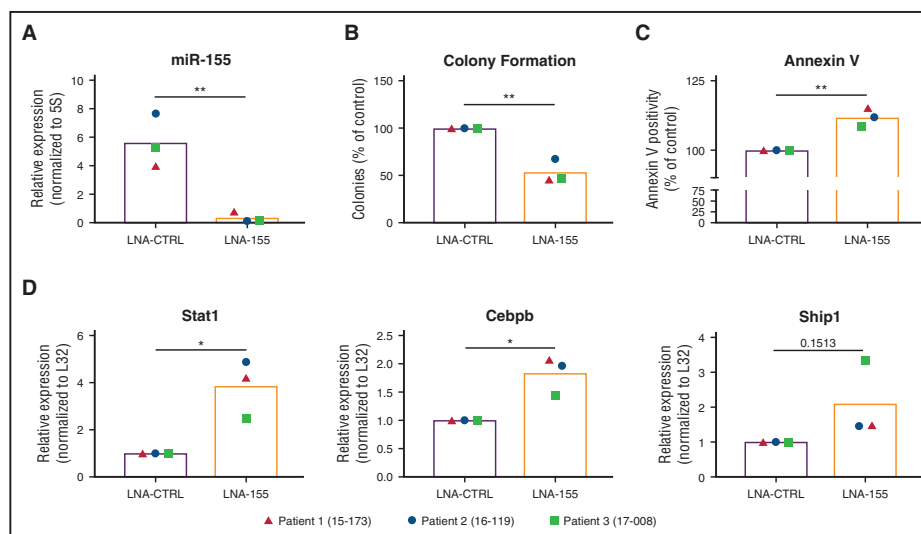 A
miR-155
Relative expression
(normalized to 5S)
10
8
6
4
2
0
**
LNA-CTRL
LNA-155
B
Colony Formation
Colonies (% of control)
150
100
50
0
**
LNA-CTRL
LNA-155
C
Annexin V
Annexin V positivity
(% of control)
125
100
75
50
25
0
**
LNA-CTRL
LNA-155
D
Stat1
Relative expression
(normalized to L32)
6
4
2
0
*
LNA-CTRL
LNA-155
Cebpb
Relative expression
(normalized to L32)
2.5
2.0
1.5
1.0
0.5
0.0
*
LNA-CTRL
LNA-155
Ship1
Relative expression
(normalized to L32)
4
3
2
1
0
0.1513
LNA-CTRL
LNA-155
Patient 1 (15-173)
Patient 2 (16-119)
Patient 3 (17-008)